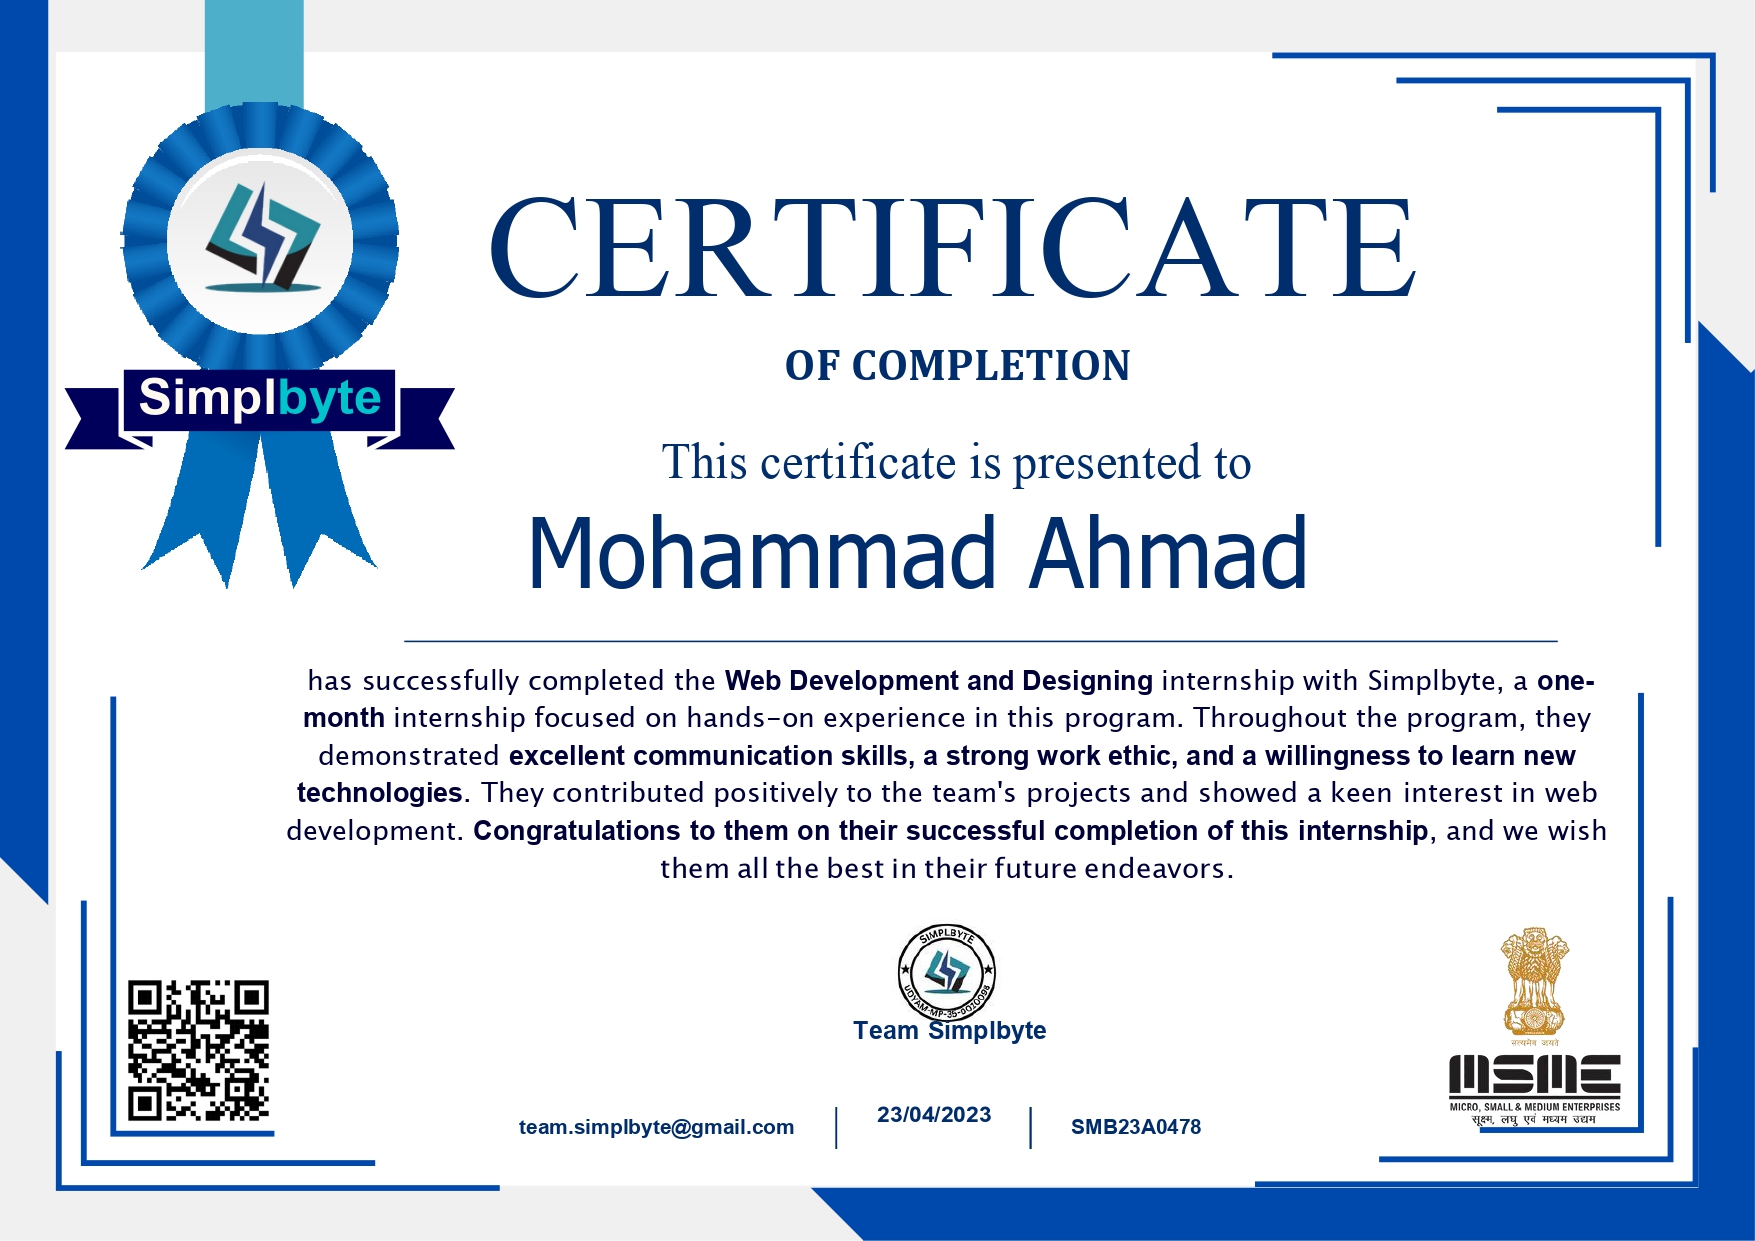 Simplbyte
CERTIFICATE
OF COMPLETION
This certificate is presented to
Mohammad Ahmad
has successfully completed the Web Development and Designing internship with Simplbyte, a one-
month internship focused on hands-on experience in this program. Throughout the program, they
demonstrated excellent communication skills, a strong work ethic, and a willingness to learn new
technologies. They contributed positively to the team's projects and showed a keen interest in web
development. Congratulations to them on their successful completion of this internship, and we wish
them all the best in their future endeavors.
SIMPLBYTE
UDYAM-MP-35-0010098
Team Simplbyte
team.simplbyte@gmail.com
23/04/2023
SMB23A0478
सत्यमेव जयते
MSME
MICRO, SMALL & MEDIUM ENTERPRISES
सूक्ष्म, लघु एवं मध्यम उद्यम